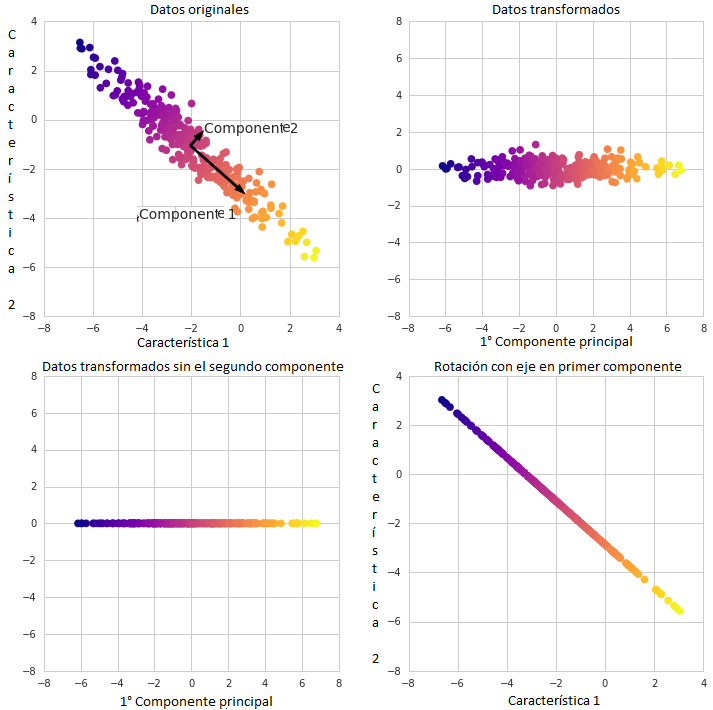 Datos originales
Característica 2
4
2
0
−2
−4
−6
−8
Componente2
Componente 1
−8 −6 −4 −2 0 2 4
Característica 1
Datos transformados
8
6
4
2
0
−2
−4
−6
−8
−8 −6 −4 −2 0 2 4 6 8
1° Componente principal
Datos transformados sin el segundo componente
8
6
4
2
0
−2
−4
−6
−8
−8 −6 −4 −2 0 2 4 6 8
1° Componente principal
Rotación con eje en primer componente
Característica 2
4
2
0
−2
−4
−6
−8
−8 −6 −4 −2 0 2 4
Característica 1